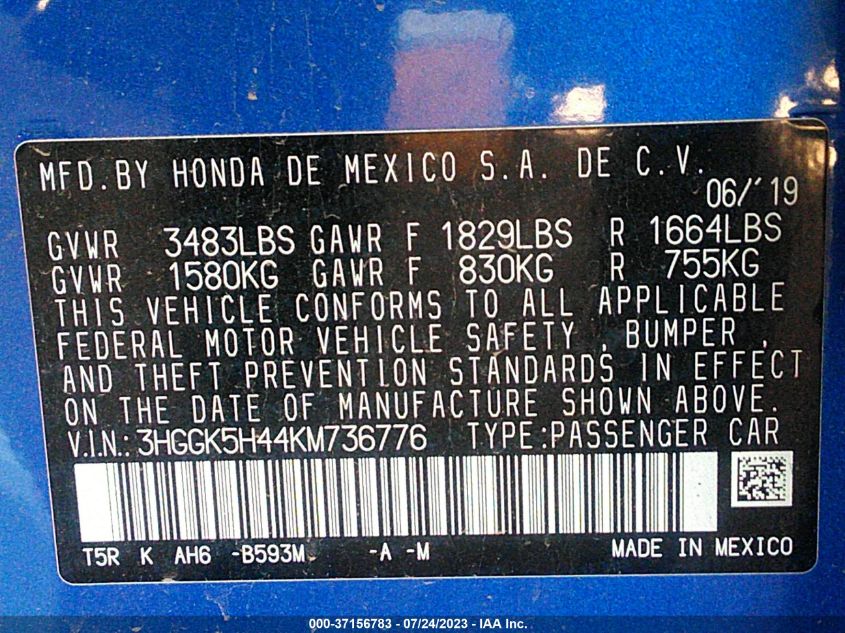 MFD. BY HONDA DE MEXICO S.A. DE C.V.
06/'19
GVWR 3483LBS GAWR F 1829LBS R 1664LBS
GVWR 1580KG GAWR F 830KG R 755KG
THIS VEHICLE CONFORMS TO ALL APPLICABLE
FEDERAL MOTOR VEHICLE SAFETY , BUMPER ,
AND THEFT PREVENTION STANDARDS IN EFFECT
ON THE DATE OF MANUFACTURE SHOWN ABOVE.
V.I.N.: 3HGGK5H44KM736776 TYPE:PASSENGER CAR
T5R K AH6 -B593M -A -M MADE IN MEXICO
000-37156783 - 07/24/2023 - IAA Inc.